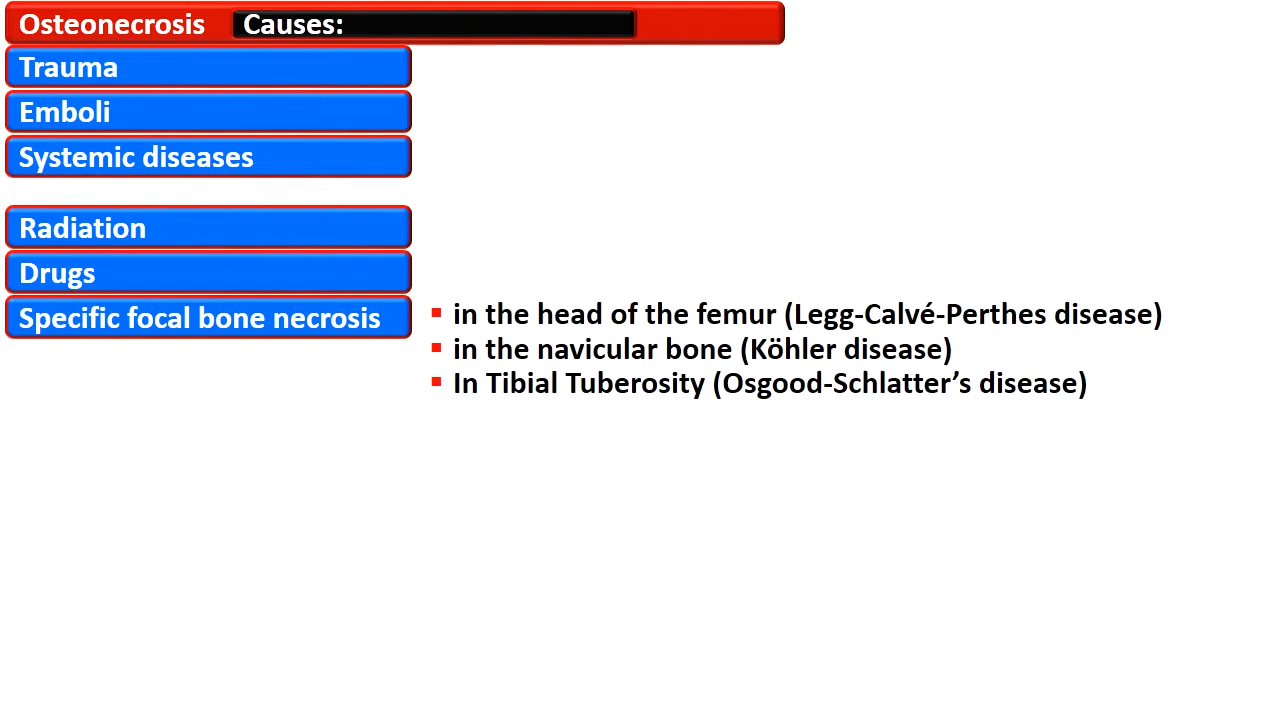 Osteonecrosis Causes:
Trauma
Emboli
Systemic diseases
Radiation
Drugs
Specific focal bone necrosis
▪ in the head of the femur (Legg-Calvé-Perthes disease)
▪ in the navicular bone (Köhler disease)
▪ In Tibial Tuberosity (Osgood-Schlatter’s disease)